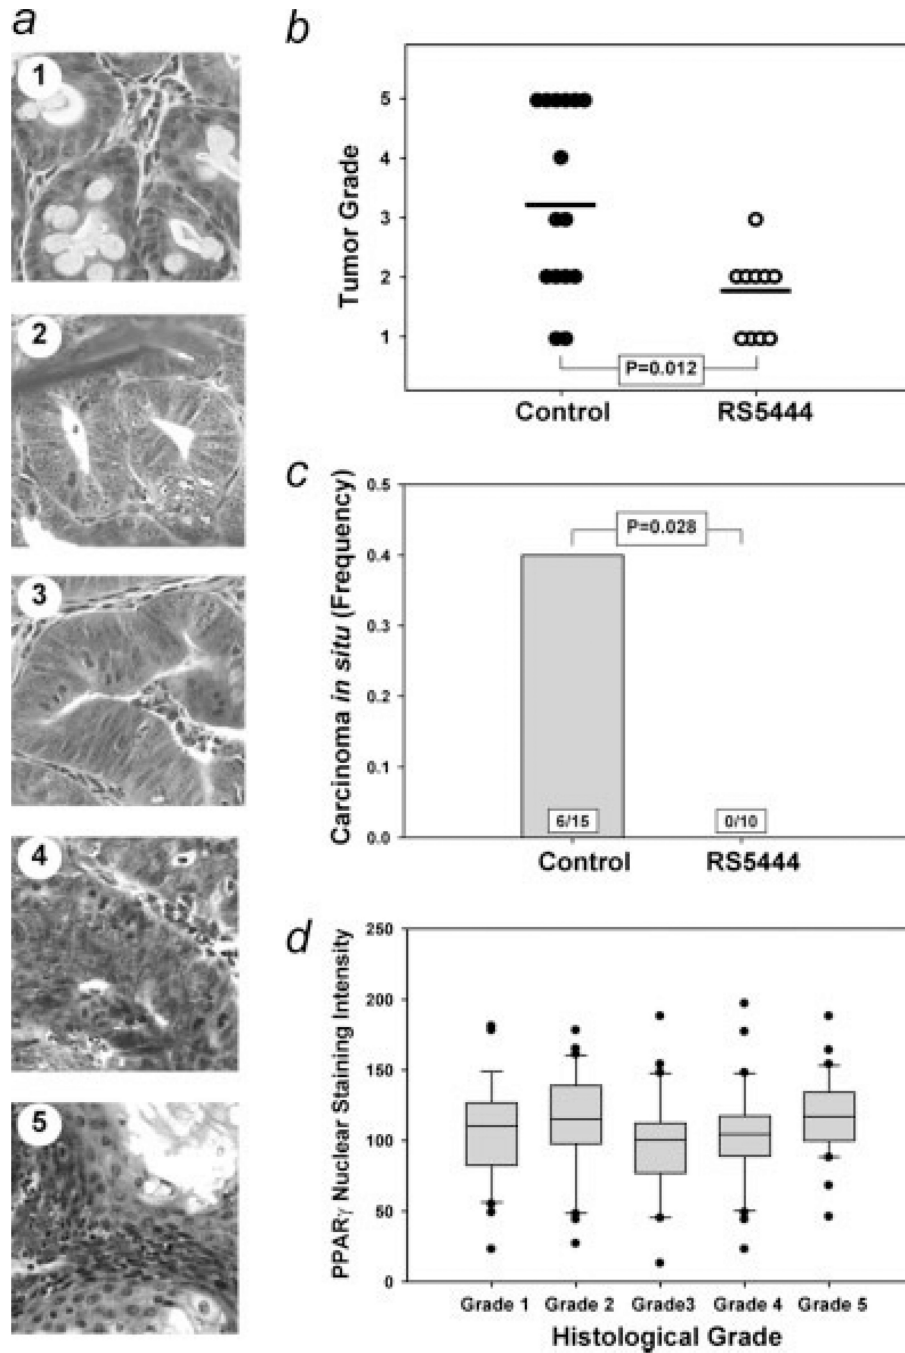 a
1
2
3
4
5
b
Tumor Grade
5
4
3
2
1
P=0.012
Control RS5444
c
Carcinoma in situ (Frequency)
0.5
0.4
0.3
0.2
0.1
0.0
P=0.028
6/15 0/10
Control RS5444
d
PPARγ Nuclear Staining Intensity
250
200
150
100
50
0
Grade 1 Grade 2 Grade3 Grade 4 Grade 5
Histological Grade